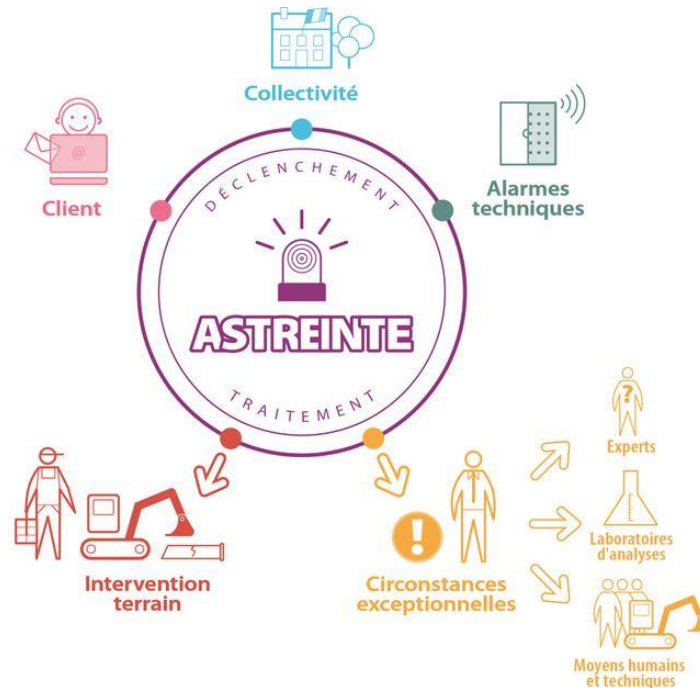 Collectivité
Client
@
Alarmes
techniques
DÉCLENCHEMENT
ASTREINTE
TRAITEMENT
Intervention
terrain
!
Circonstances
exceptionnelles
?
Experts
Laboratoires
d'analyses
Moyens humains
et techniques